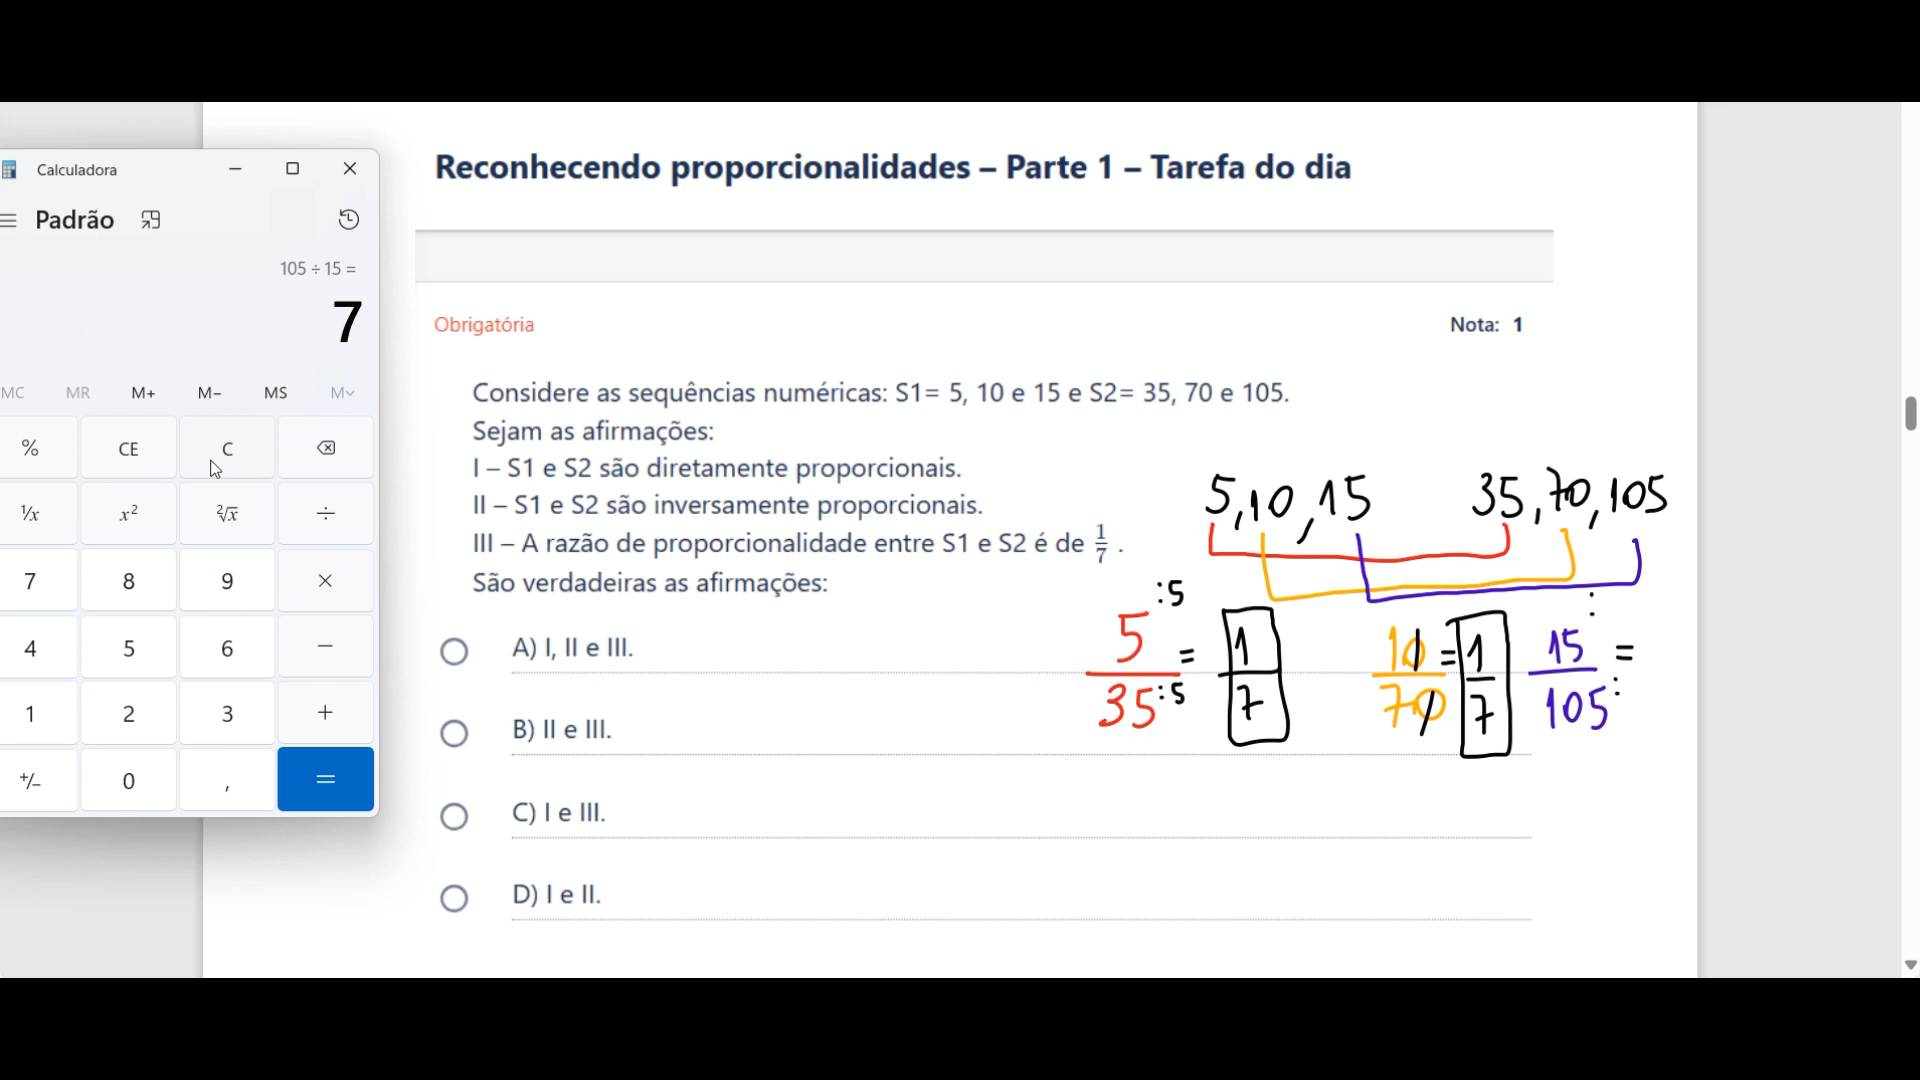 Calculadora
Padrão
105 ÷ 15 =
7
MC MR M+ M− MS M
% CE C
¹/x x² ²√x ÷
7 8 9 ×
4 5 6 −
1 2 3 +
+/− 0 , =
Reconhecendo proporcionalidades – Parte 1 – Tarefa do dia
Obrigatória
Nota: 1
Considere as sequências numéricas: S1= 5, 10 e 15 e S2= 35, 70 e 105.
Sejam as afirmações:
I – S1 e S2 são diretamente proporcionais.
II – S1 e S2 são inversamente proporcionais.
III – A razão de proporcionalidade entre S1 e S2 é de 1/7 .
São verdadeiras as afirmações:
A) I, II e III.
B) II e III.
C) I e III.
D) I e II.
5,10,15 35,70,105
5 :5 = 1 10 = 1 15 : =
35 :5 7 70 7 105 :